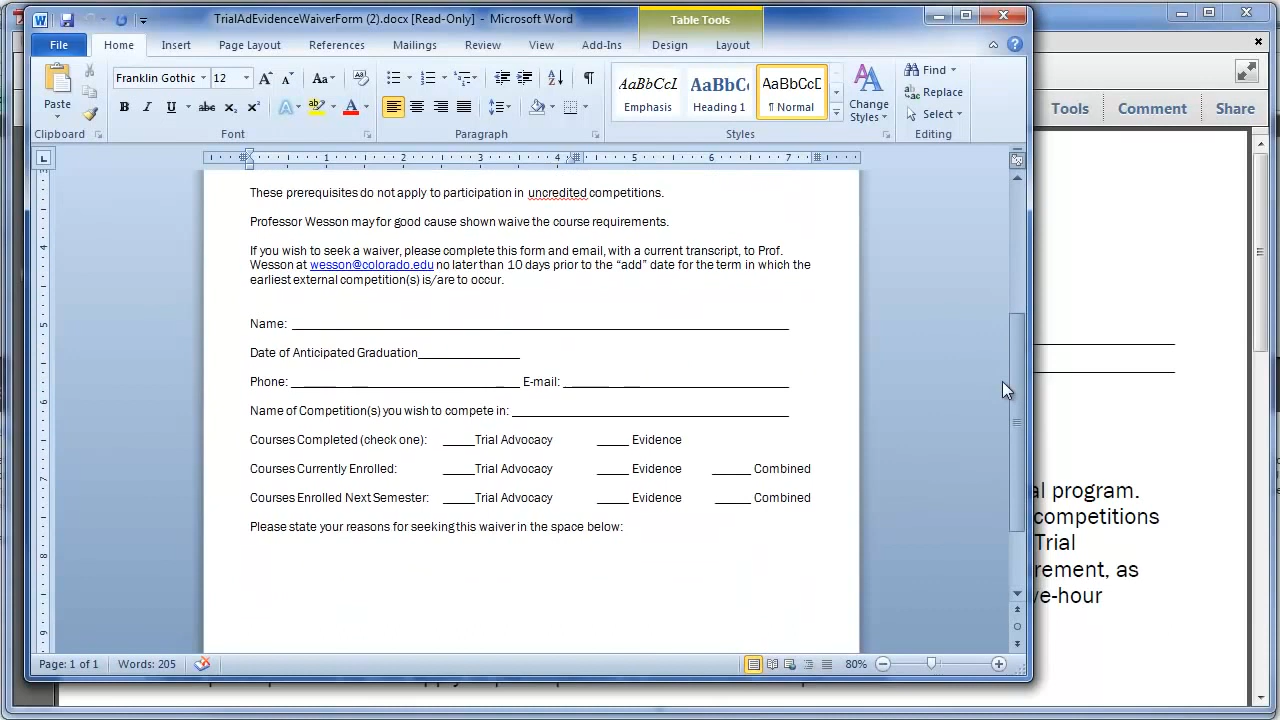 TrialAdEvidenceWaiverForm (2).docx [Read-Only] - Microsoft Word
Table Tools
File Home Insert Page Layout References Mailings Review View Add-Ins Design Layout
Franklin Gothic 12
Paste
AaBbCcI AaBbC AaBbCcD
Emphasis Heading 1 ¶ Normal
Change Styles
Find
Replace
Select
Clipboard Font Paragraph Styles Editing
Tools Comment Share
1 2 3 4 5 6 7
These prerequisites do not apply to participation in uncredited competitions.
Professor Wesson may for good cause shown waive the course requirements.
If you wish to seek a waiver, please complete this form and email, with a current transcript, to Prof.
Wesson at wesson@colorado.edu no later than 10 days prior to the “add” date for the term in which the
earliest external competition(s) is/are to occur.
Name:
Date of Anticipated Graduation
Phone: E-mail:
Name of Competition(s) you wish to compete in:
Courses Completed (check one): Trial Advocacy Evidence
Courses Currently Enrolled: Trial Advocacy Evidence Combined
Courses Enrolled Next Semester: Trial Advocacy Evidence Combined
Please state your reasons for seeking this waiver in the space below:
al program.
competitions
Trial
rement, as
ve-hour
Page: 1 of 1 Words: 205 80%